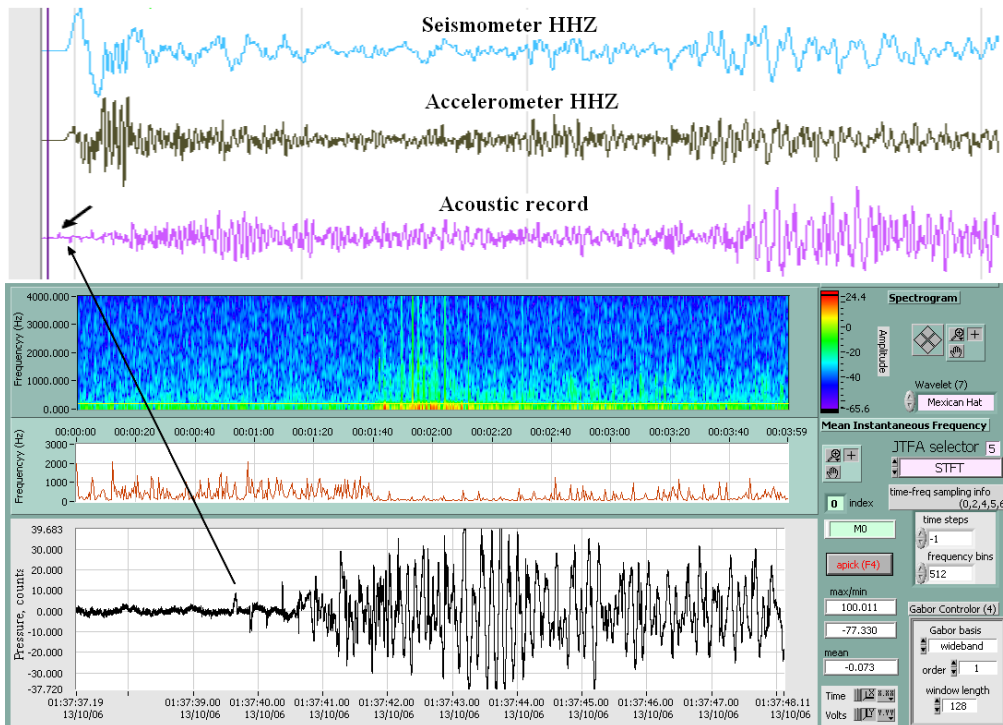 Seismometer HHZ
Accelerometer HHZ
Acoustic record
Frequencyy (Hz)
4000.000
3000.000
2000.000
1000.000
0.000
24.4
0
-20
-40
-65.6
Amplitude
Spectrogram
Wavelet (7)
Mexican Hat
00:00:00 00:00:20 00:00:40 00:01:00 00:01:20 00:01:40 00:02:00 00:02:20 00:02:40 00:03:00 00:03:20 00:03:40 00:03:59
Frequencyy (Hz)
3000
2000
1000
0
Mean Instantaneous Frequency
JTFA selector 5
STFT
0 index
time-freq sampling info
(0,2,4,5,6
M0
time steps
-1
apick (F4)
frequency bins
512
max/min
100.011
-77.330
mean
-0.073
Gabor Controlor (4)
Gabor basis
wideband
order 1
window length
128
Time X X.XX
Volts Y Y.YY
Pressure, counts
39.683
30.000
20.000
10.000
0.000
-10.000
-20.000
-30.000
-37.720
01:37:37.19 01:37:39.00 01:37:40.00 01:37:41.00 01:37:42.00 01:37:43.00 01:37:44.00 01:37:45.00 01:37:46.00 01:37:47.00 01:37:48.11
13/10/06 13/10/06 13/10/06 13/10/06 13/10/06 13/10/06 13/10/06 13/10/06 13/10/06 13/10/06 13/10/06